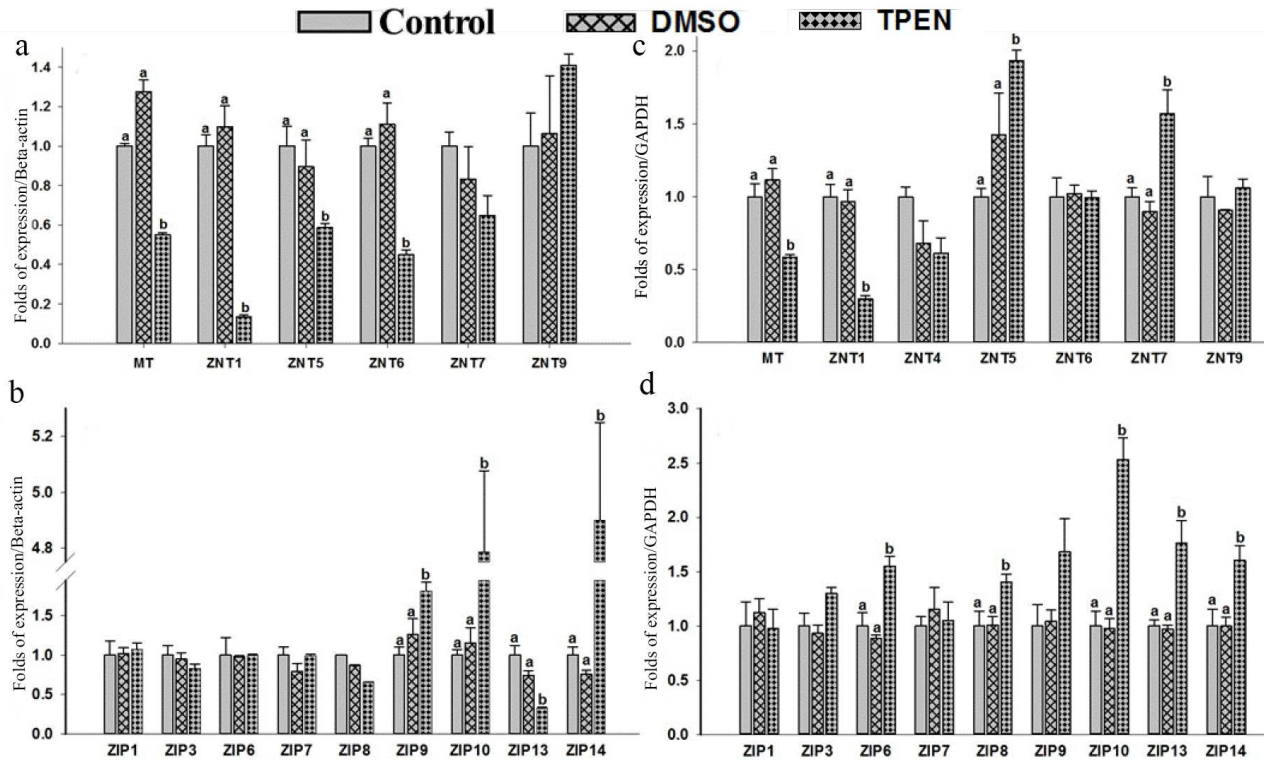 Control DMSO TPEN
a
Folds of expression/Beta-actin
1.4
1.2
1.0
0.8
0.6
0.4
0.2
0.0
a a b
a a b
a a b
a a b
MT ZNT1 ZNT5 ZNT6 ZNT7 ZNT9
c
Folds of expression/GAPDH
2.0
1.5
1.0
0.5
0.0
a a b
a a b
a a b
a a b
MT ZNT1 ZNT4 ZNT5 ZNT6 ZNT7 ZNT9
b
Folds of expression/Beta-actin
5.2
5.0
4.8
1.5
1.0
0.5
0.0
a a b
a a b
a a b
a a b
ZIP1 ZIP3 ZIP6 ZIP7 ZIP8 ZIP9 ZIP10 ZIP13 ZIP14
d
Folds of expression/GAPDH
3.0
2.5
2.0
1.5
1.0
0.5
0.0
a a b
a a b
a a b
a a b
a a b
ZIP1 ZIP3 ZIP6 ZIP7 ZIP8 ZIP9 ZIP10 ZIP13 ZIP14